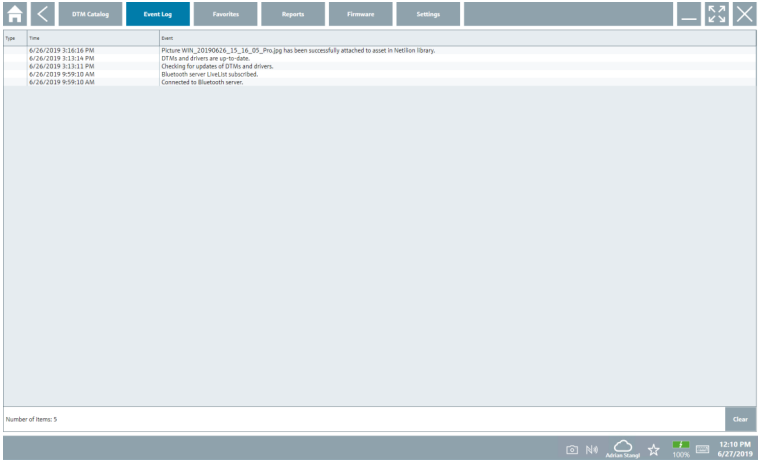 DTM Catalog Event Log Favorites Reports Firmware Settings
Type Time Event
6/26/2019 3:16:16 PM Picture WIN_20190626_15_16_05_Pro.jpg has been successfully attached to asset in Netilion library.
6/26/2019 3:13:14 PM DTMs and drivers are up-to-date.
6/26/2019 3:13:11 PM Checking for updates of DTMs and drivers.
6/26/2019 9:59:10 AM Bluetooth server LiveList subscribed.
6/26/2019 9:59:10 AM Connected to Bluetooth server.
Number of items: 5 Clear
Adrian Stangl 100% 12:10 PM
6/27/2019